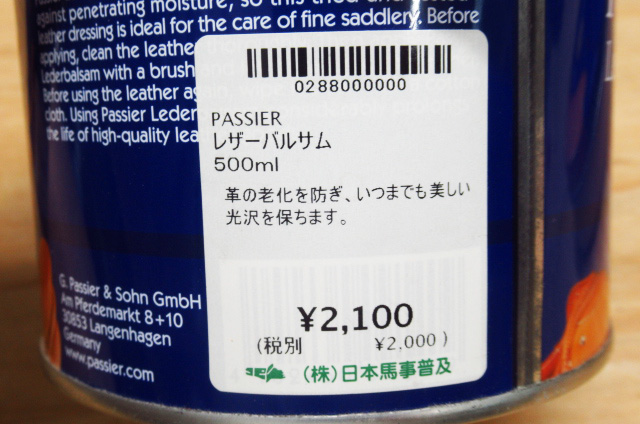 against penetrating moisture, so this tried and tested
leather dressing is ideal for the care of fine saddlery. Before
applying, clean the leather
Lederbalsam with a brush
Before using the leather
cloth. Using Passier Leder
the life of high-quality lea
G. Passier & Sohn GmbH
Am Pferdemarkt 8+10
30853 Langenhagen
Germany
www.passier.com
0288000000
PASSIER
レザーバルサム
500ml
革の老化を防ぎ、いつまでも美しい
光沢を保ちます。
¥2,100
(税別 ¥2,000)
(株)日本馬事普及